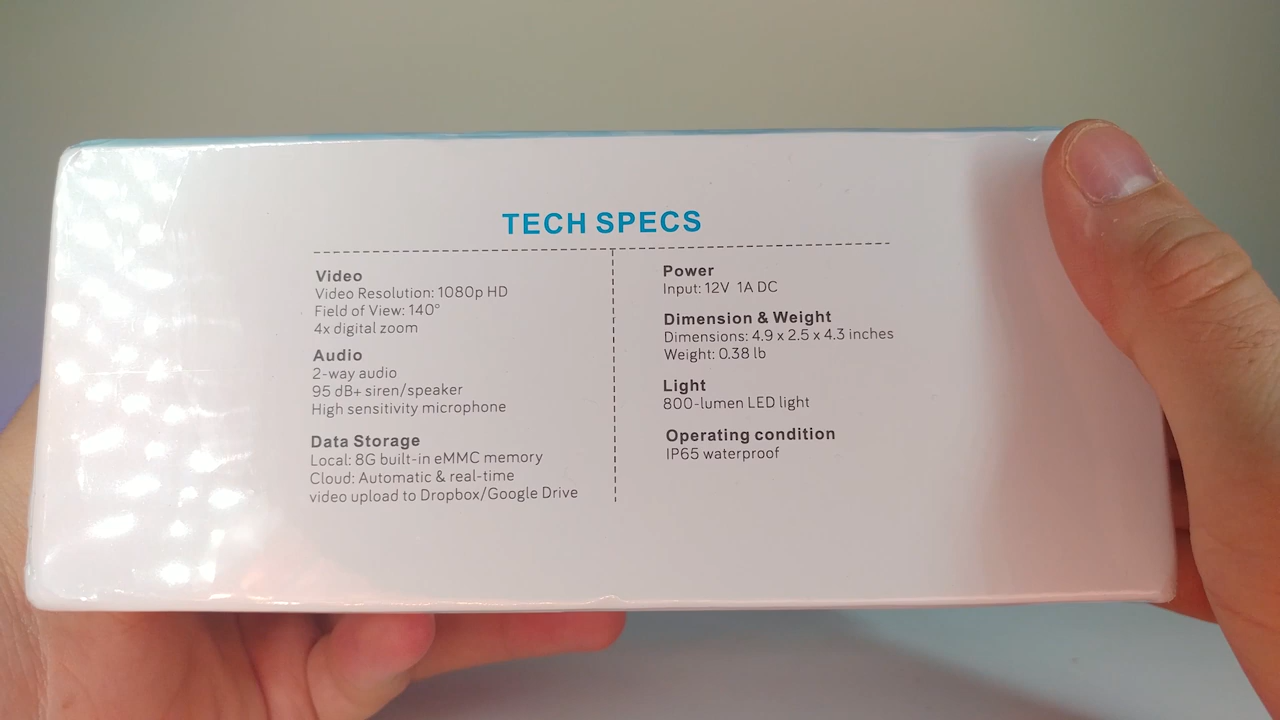 TECH SPECS
Video
Video Resolution: 1080p HD
Field of View: 140°
4x digital zoom
Audio
2-way audio
95 dB+ siren/speaker
High sensitivity microphone
Data Storage
Local: 8G built-in eMMC memory
Cloud: Automatic & real-time
video upload to Dropbox/Google Drive
Power
Input: 12V 1A DC
Dimension & Weight
Dimensions: 4.9 x 2.5 x 4.3 inches
Weight: 0.38 lb
Light
800-lumen LED light
Operating condition
IP65 waterproof